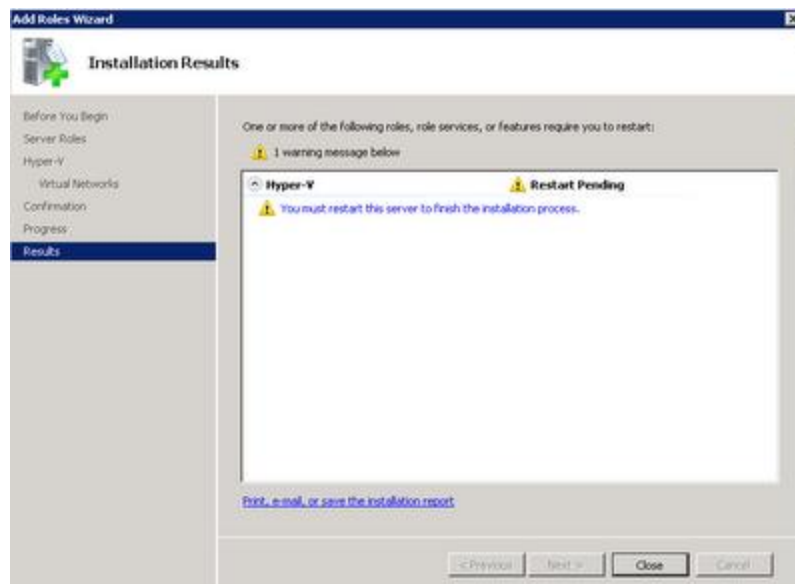 Add Roles Wizard
Installation Results
Before You Begin
Server Roles
Hyper-V
Virtual Networks
Confirmation
Progress
Results
One or more of the following roles, role services, or features require you to restart:
1 warning message below
Hyper-V Restart Pending
You must restart this server to finish the installation process.
Print, e-mail, or save the installation report
< Previous Next > Close Cancel